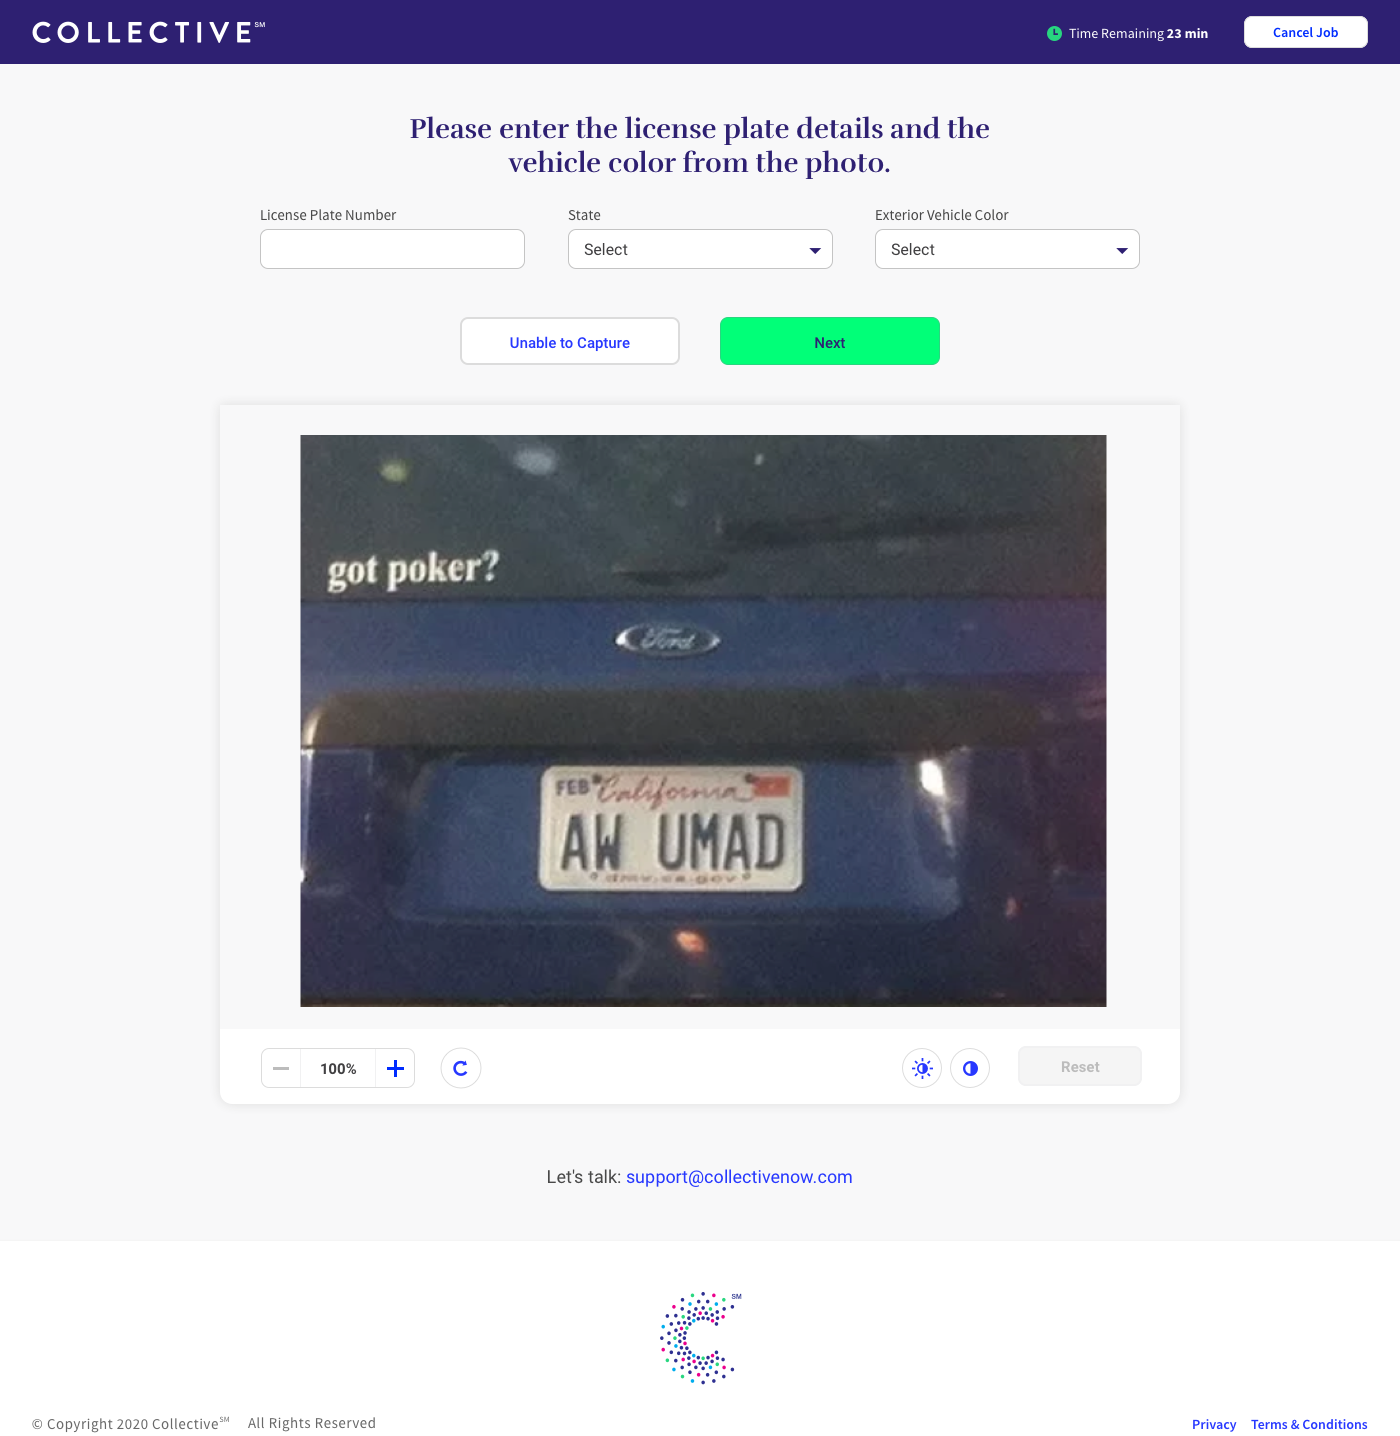 COLLECTIVE℠
Time Remaining 23 min
Cancel Job
Please enter the license plate details and the
vehicle color from the photo.
License Plate Number
State
Exterior Vehicle Color
Select
Select
Unable to Capture
Next
got poker?
Ford
FEB California
AW UMAD
dmv.ca.gov
100%
Reset
Let's talk: support@collectivenow.com
SM
© Copyright 2020 Collective℠ All Rights Reserved
Privacy Terms & Conditions